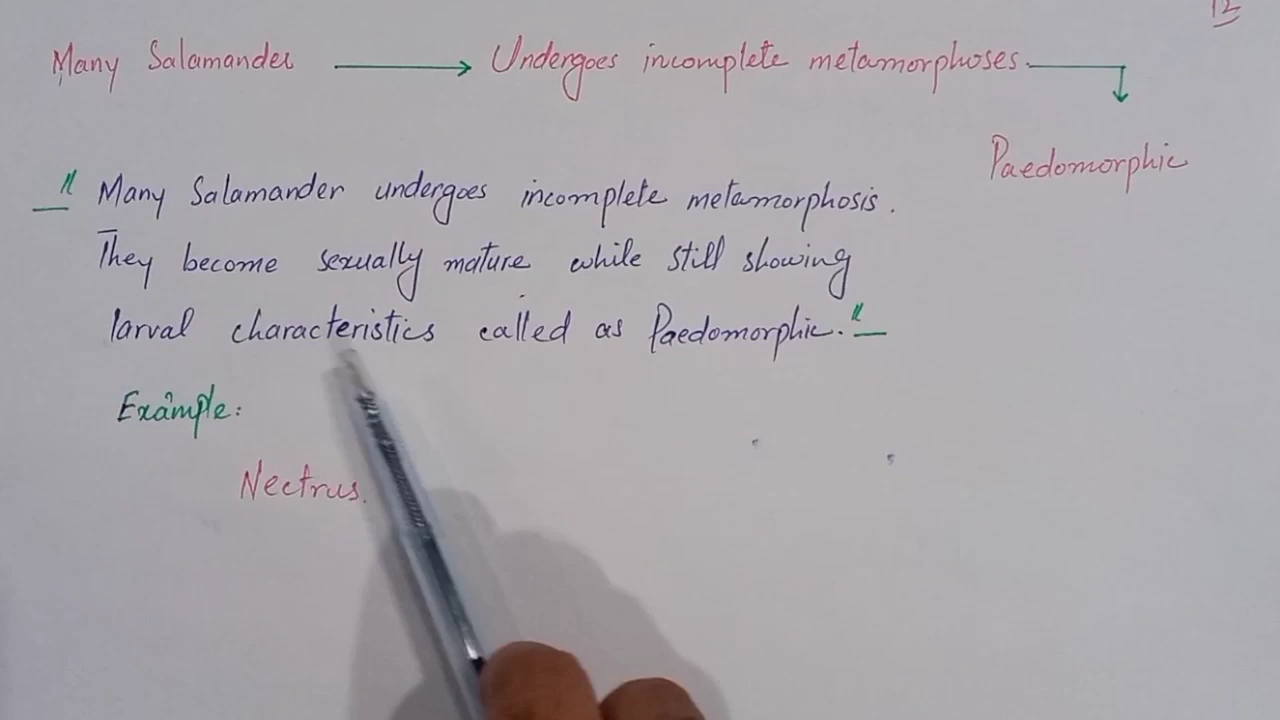 12
Many Salamander → Undergoes incomplete metamorphoses.
Paedomorphic
" Many Salamander undergoes incomplete metamorphosis.
They become sexually mature while still showing
larval characteristics called as Paedomorphic."
Example:
Nectrus.